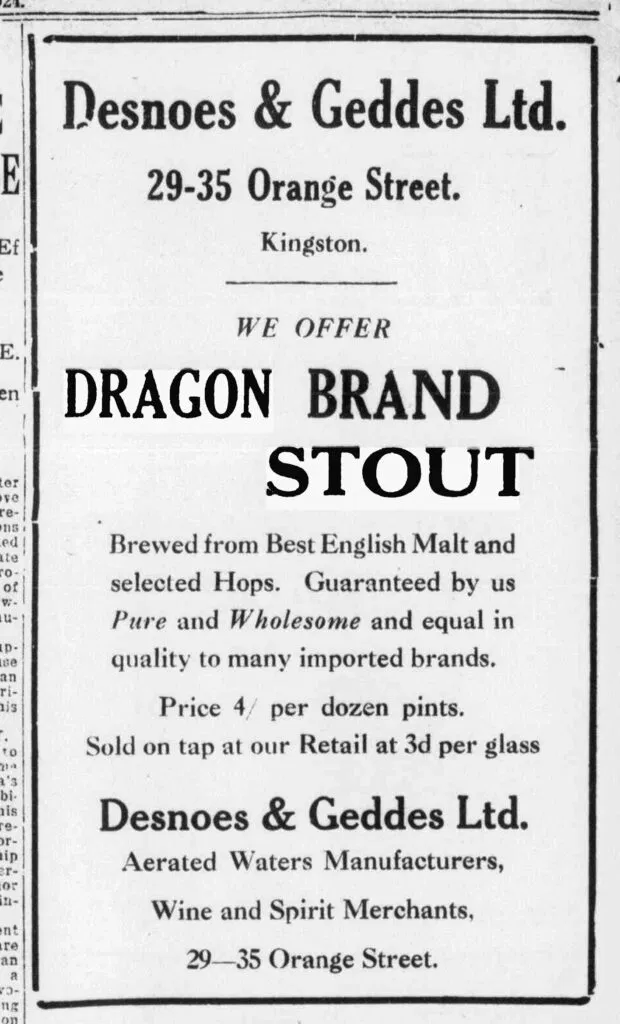 Desnoes & Geddes Ltd.
29-35 Orange Street.
Kingston.
WE OFFER
DRAGON BRAND
STOUT
Brewed from Best English Malt and
selected Hops. Guaranteed by us
Pure and Wholesome and equal in
quality to many imported brands.
Price 4/ per dozen pints.
Sold on tap at our Retail at 3d per glass
Desnoes & Geddes Ltd.
Aerated Waters Manufacturers,
Wine and Spirit Merchants,
29—35 Orange Street.